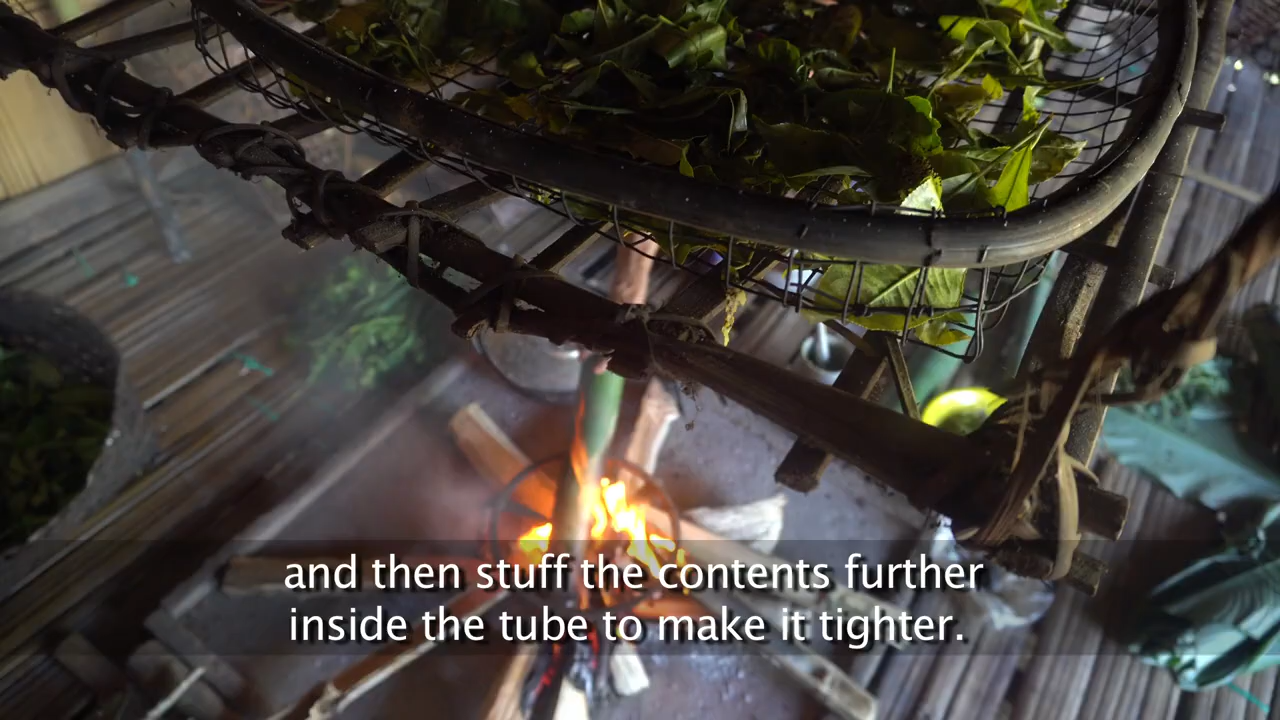 and then stuff the contents further
inside the tube to make it tighter.